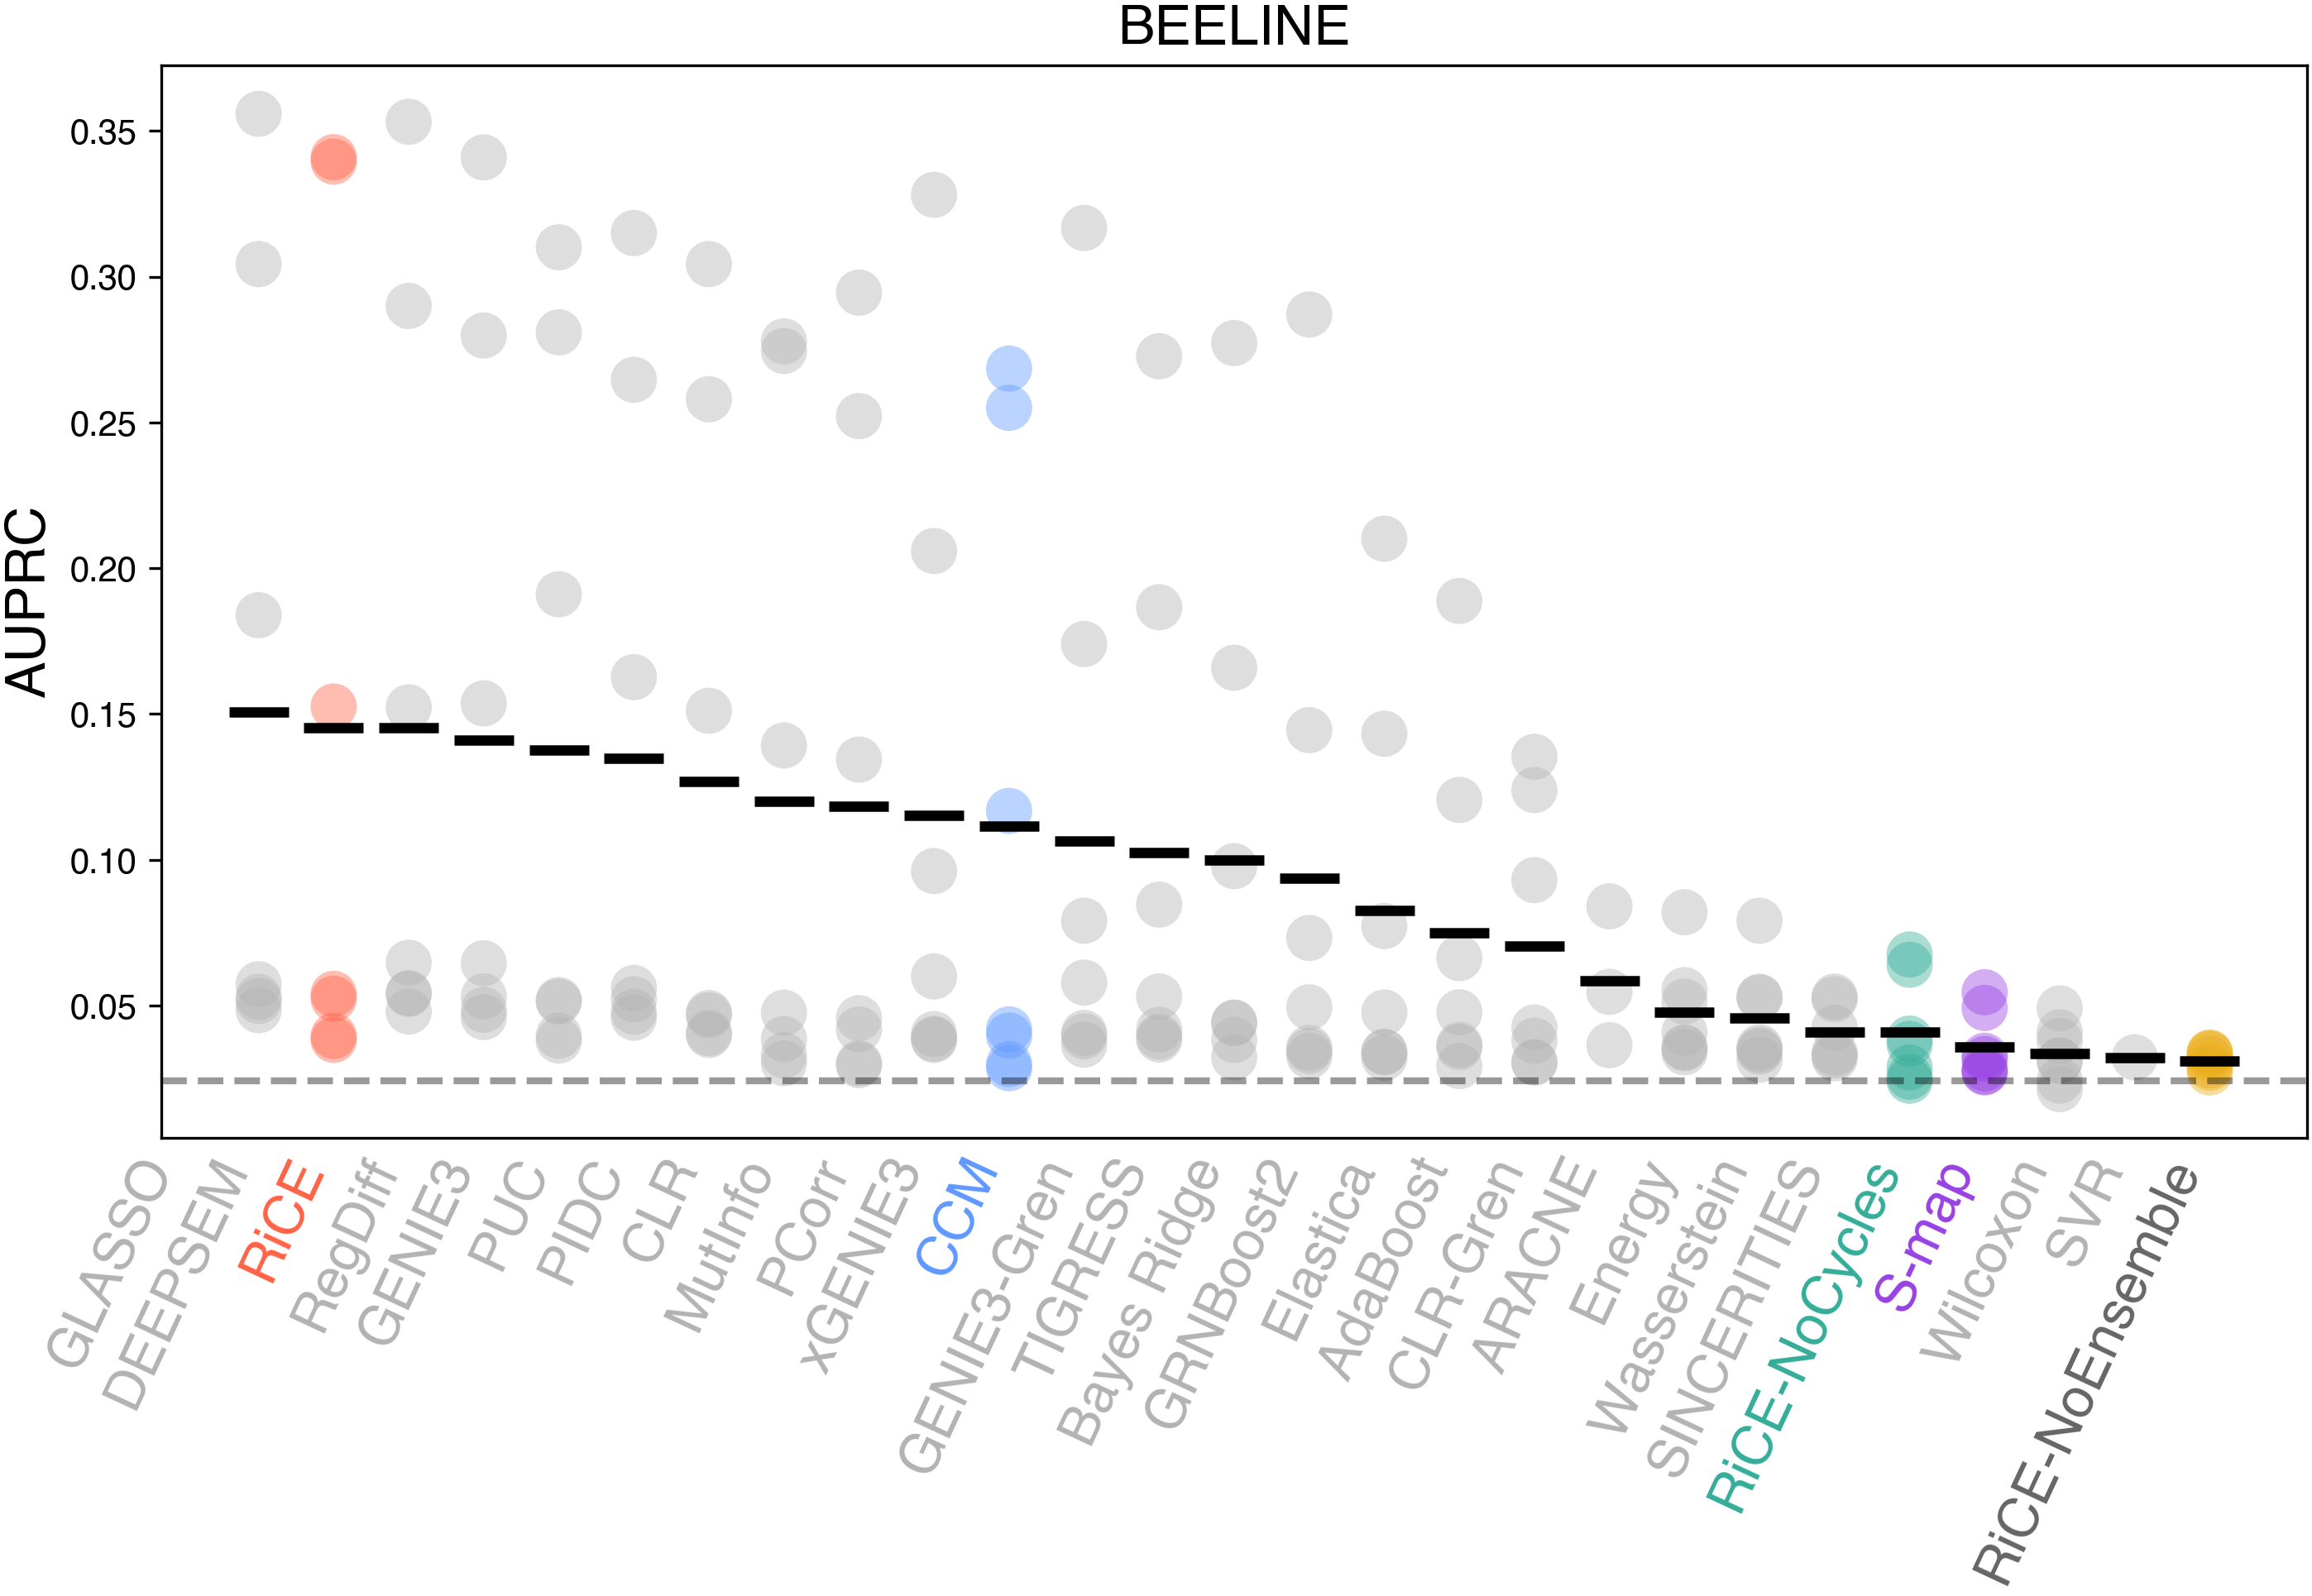 BEELINE
AUPRC
0.35
0.30
0.25
0.20
0.15
0.10
0.05
GLASSO
DEEPSEM
RiCE
RegDiff
GENIE3
PUC
PIDC
CLR
MutInfo
PCorr
xGENIE3
CCM
GENIE3-Gren
TIGRESS
Bayes Ridge
GRNBoost2
Elastica
AdaBoost
CLR-Gren
ARACNE
Energy
Wasserstein
SINCERITIES
RiCE-NoCycles
S-map
Wilcoxon
SVR
RiCE-NoEnsemble